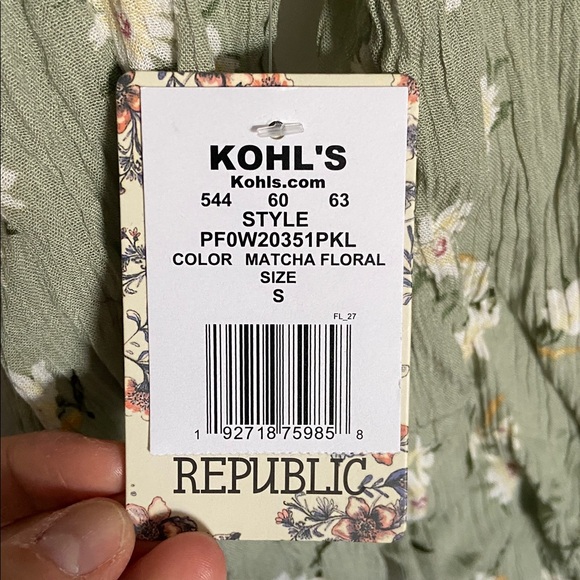 KOHL'S
Kohls.com
544 60 63
STYLE
PF0W20351PKL
COLOR MATCHA FLORAL
SIZE
S
FL_27
1 92718 75985 8
REPUBLIC